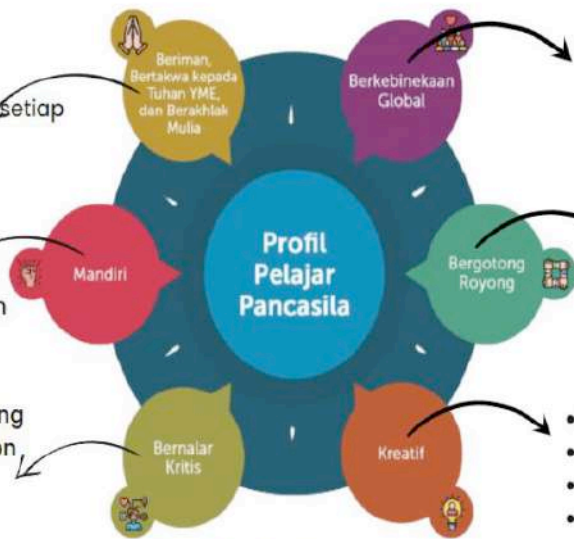 Beriman,
Bertakwa kepada
Tuhan YME,
dan Berakhlak
Mulia
Berkebinekaan
Global
setiap
Profil
Pelajar
Pancasila
Mandiri
Bergotong
Royong
n
ng
on
Bernalar
Kritis
Kreatif
•
•
•
•